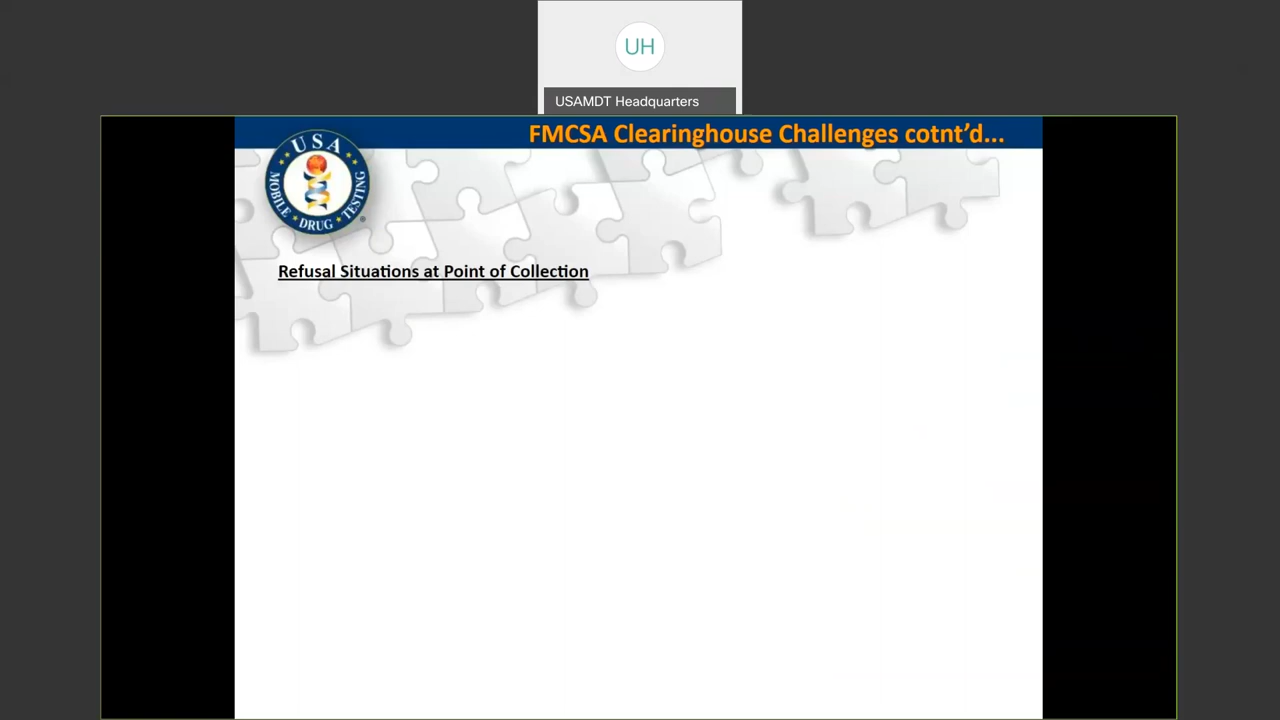 UH
USAMDT Headquarters
FMCSA Clearinghouse Challenges cotnt’d...
USA
MOBILE DRUG TESTING
®
Refusal Situations at Point of Collection